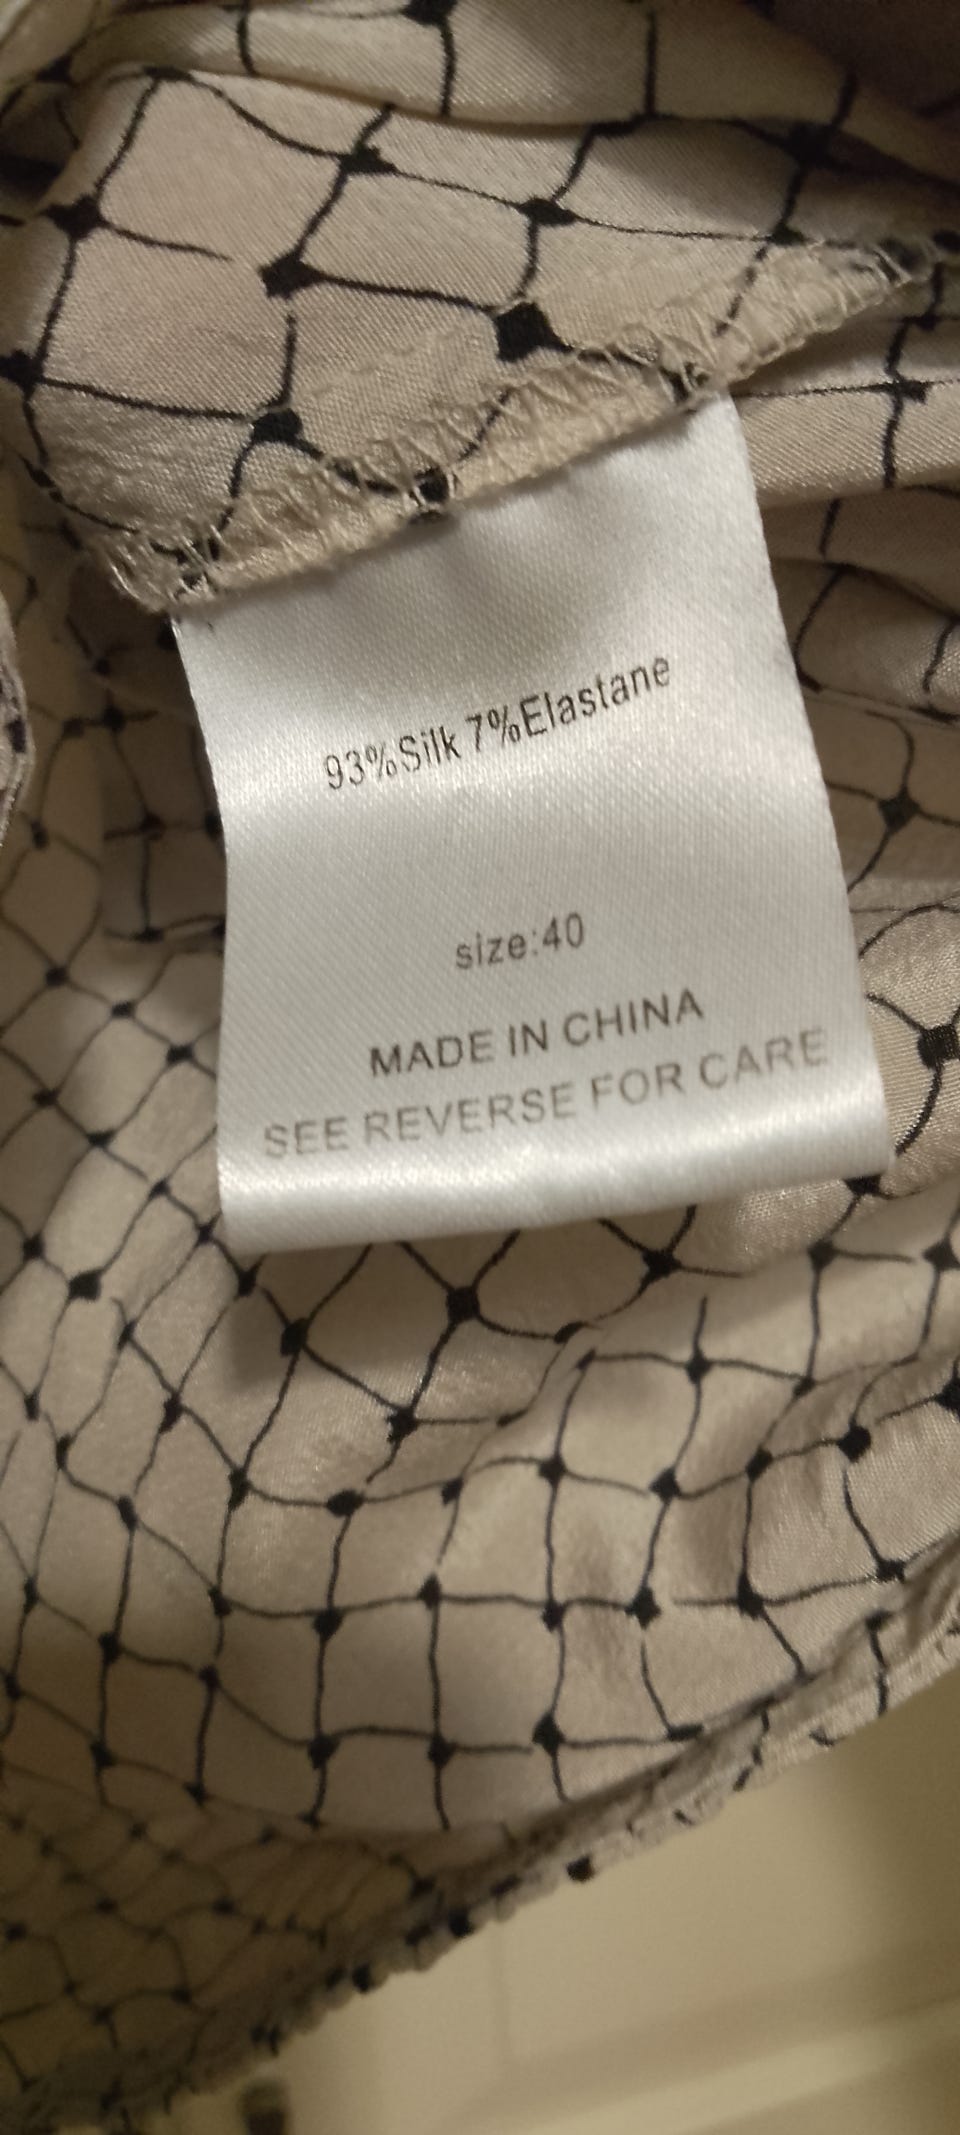 93%Silk 7%Elastane
size:40
MADE IN CHINA
SEE REVERSE FOR CARE